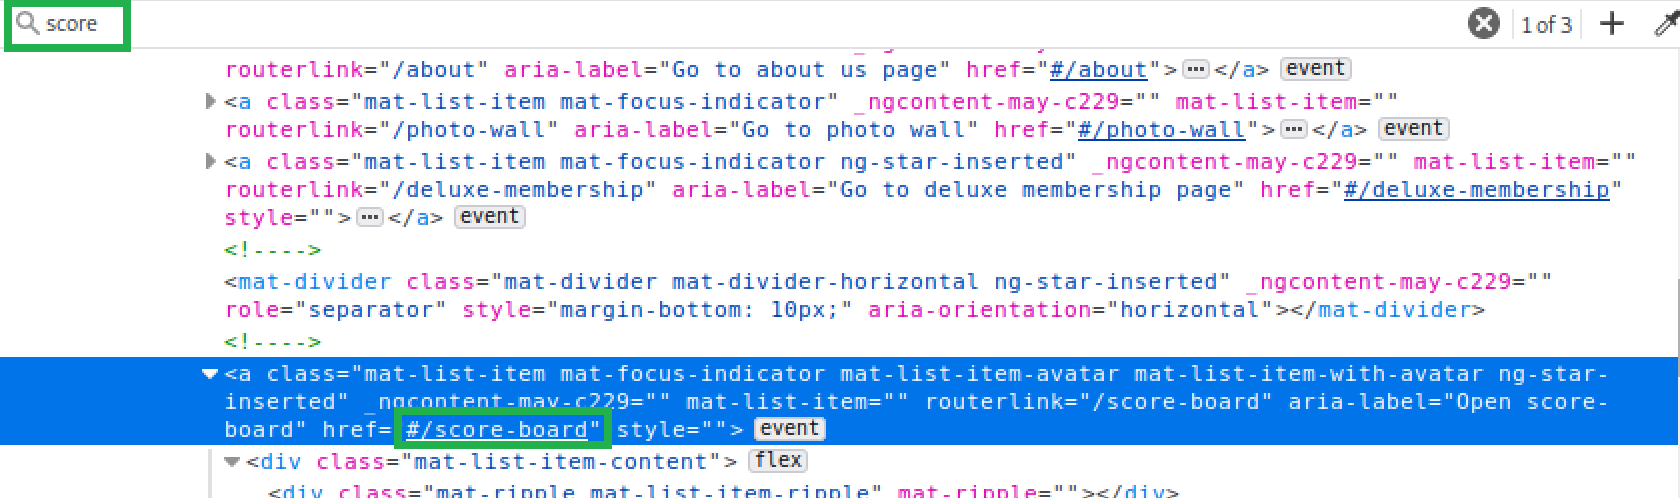 score 1 of 3
routerlink="/about" aria-label="Go to about us page" href="#/about"> ••• </a> event
<a class="mat-list-item mat-focus-indicator" _ngcontent-may-c229="" mat-list-item=""
routerlink="/photo-wall" aria-label="Go to photo wall" href="#/photo-wall"> ••• </a> event
<a class="mat-list-item mat-focus-indicator ng-star-inserted" _ngcontent-may-c229="" mat-list-item=""
routerlink="/deluxe-membership" aria-label="Go to deluxe membership page" href="#/deluxe-membership"
style=""> ••• </a> event
<!---->
<mat-divider class="mat-divider mat-divider-horizontal ng-star-inserted" _ngcontent-may-c229=""
role="separator" style="margin-bottom: 10px;" aria-orientation="horizontal"></mat-divider>
<!---->
<a class="mat-list-item mat-focus-indicator mat-list-item-avatar mat-list-item-with-avatar ng-star-
inserted" _ngcontent-may-c229="" mat-list-item="" routerlink="/score-board" aria-label="Open score-
board" href="#/score-board" style=""> event
<div class="mat-list-item-content"> flex
<div class="mat-ripple mat-list-item-ripple" mat-ripple=""></div>